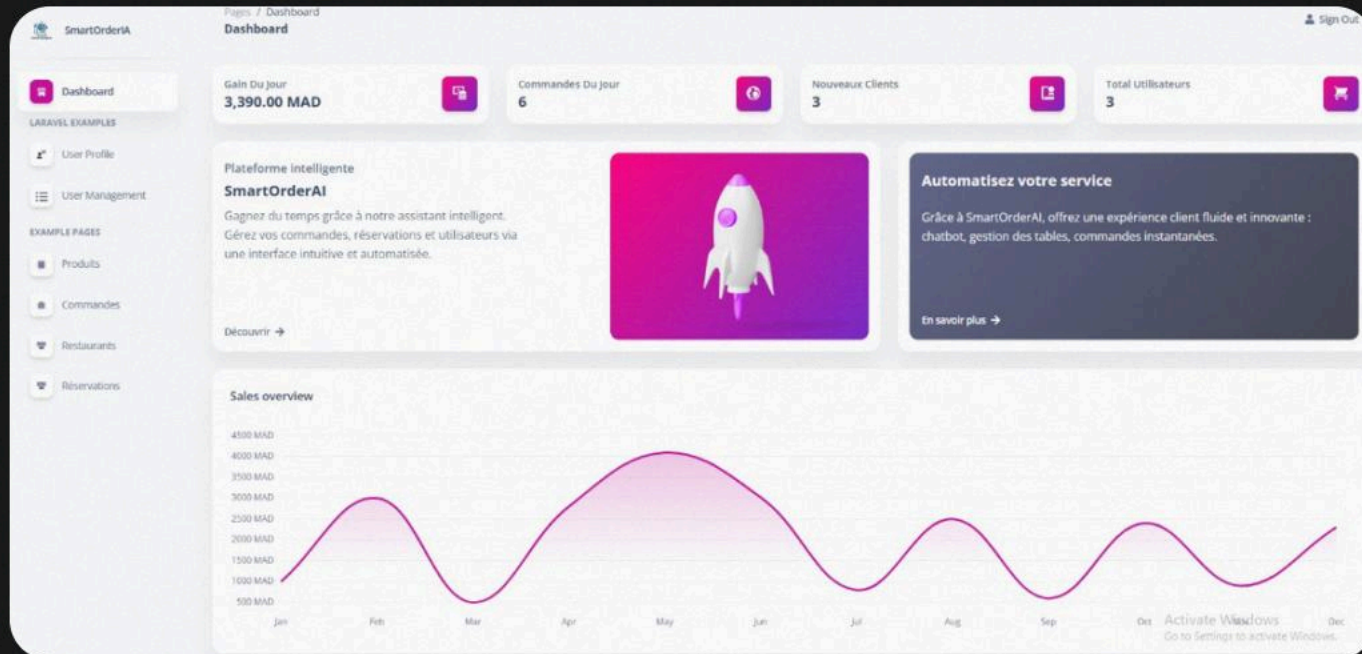 SmartOrderIA
Pages / Dashboard
Dashboard
Sign Out
Dashboard
LARAVEL EXAMPLES
User Profile
User Management
EXAMPLE PAGES
Produits
Commandes
Restaurants
Réservations
Gain Du Jour
3,390.00 MAD
Commandes Du Jour
6
Nouveaux Clients
3
Total Utilisateurs
3
Plateforme intelligente
SmartOrderAI
Gagnez du temps grâce à notre assistant intelligent.
Gérez vos commandes, réservations et utilisateurs via
une interface intuitive et automatisée.
Découvrir →
Automatisez votre service
Grâce à SmartOrderAI, offrez une expérience client fluide et innovante :
chatbot, gestion des tables, commandes instantanées.
En savoir plus →
Sales overview
4500 MAD
4000 MAD
3500 MAD
3000 MAD
2500 MAD
2000 MAD
1500 MAD
1000 MAD
500 MAD
Jan Feb Mar Apr May Jun Jul Aug Sep Oct Dec
Activate Windows
Go to Settings to activate Windows.